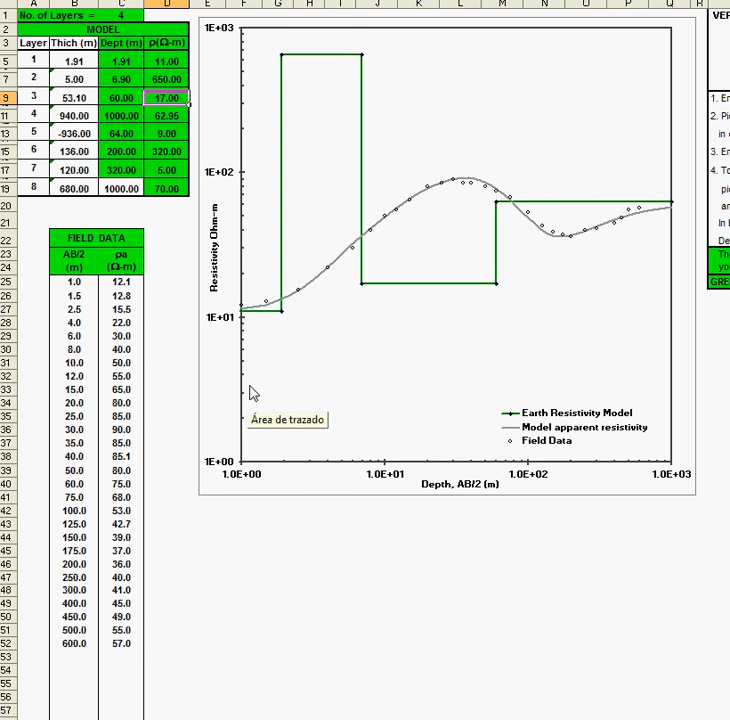 A B C D E F G H I J K L M N O P Q
1 No. of Layers = 4 VER
2 MODEL
3 Layer Thich (m) Dept (m) ρ(Ω-m)
5 1 1.91 1.91 11.00
7 2 5.00 6.90 650.00
9 3 53.10 60.00 17.00 1. En
11 4 940.00 1000.00 62.95 2. Pi
13 5 -936.00 64.00 9.00 in
15 6 136.00 200.00 320.00 3. En
17 7 120.00 320.00 5.00 4. To
19 8 680.00 1000.00 70.00 pi
20 an
21 In b
22 FIELD DATA De
23 AB/2 ρa Th
24 (m) (Ω-m) yo
25 1.0 12.1 GREE
26 1.5 12.8
27 2.5 15.5
28 4.0 22.0
29 6.0 30.0
30 8.0 40.0
31 10.0 50.0
32 12.0 55.0
33 15.0 65.0
34 20.0 80.0
35 25.0 85.0
36 30.0 90.0
37 35.0 85.0
38 40.0 85.1
39 50.0 80.0
40 60.0 75.0
41 75.0 68.0
42 100.0 53.0
43 125.0 42.7
44 150.0 39.0
45 175.0 37.0
46 200.0 36.0
47 250.0 40.0
48 300.0 41.0
49 400.0 45.0
50 450.0 49.0
51 500.0 55.0
52 600.0 57.0
53
54
55
56
57
1.E+03
1.E+02
1.E+01
1.E+00
Resistivity Ohm-m
Área de trazado
Earth Resistivity Model
Model apparent resistivity
Field Data
1.0E+00 1.0E+01 1.0E+02 1.0E+03
Depth, AB/2 (m)